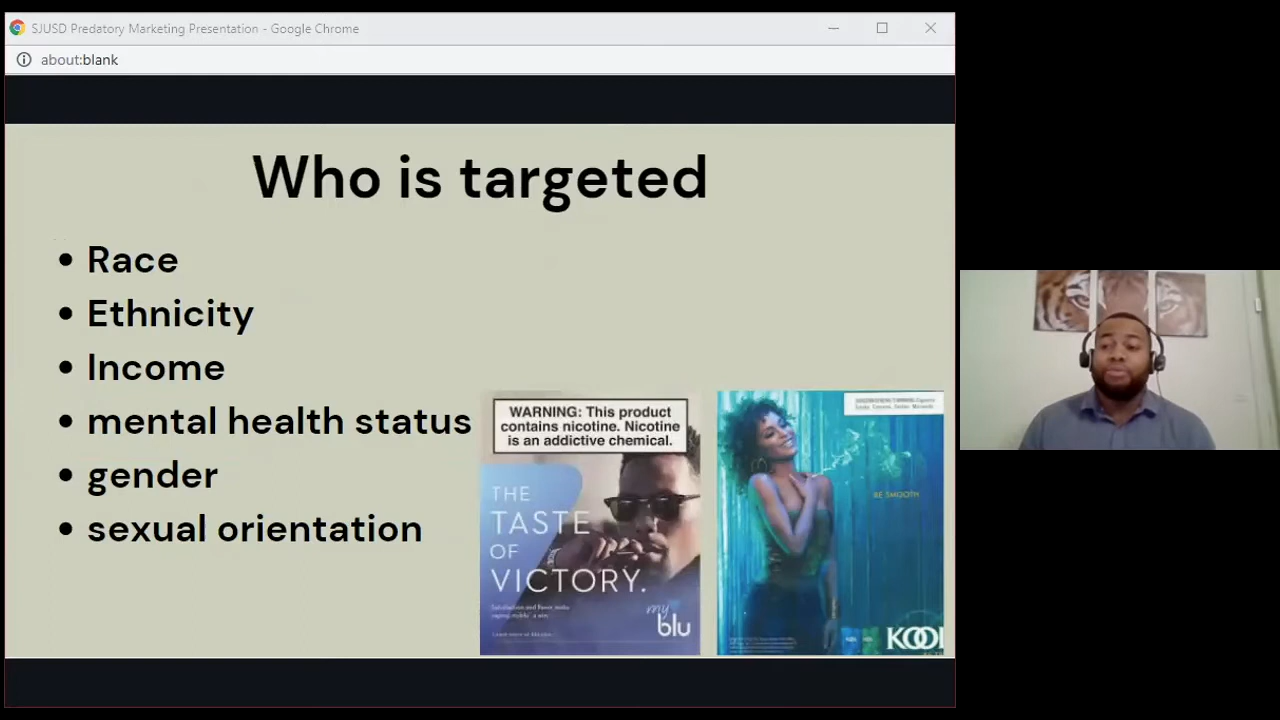 SJUSD Predatory Marketing Presentation - Google Chrome
about:blank
Who is targeted
• Race
• Ethnicity
• Income
• mental health status
• gender
• sexual orientation
WARNING: This product
contains nicotine. Nicotine
is an addictive chemical.
THE
TASTE
OF
VICTORY.
my
blu
BE SMOOTH
KOOL